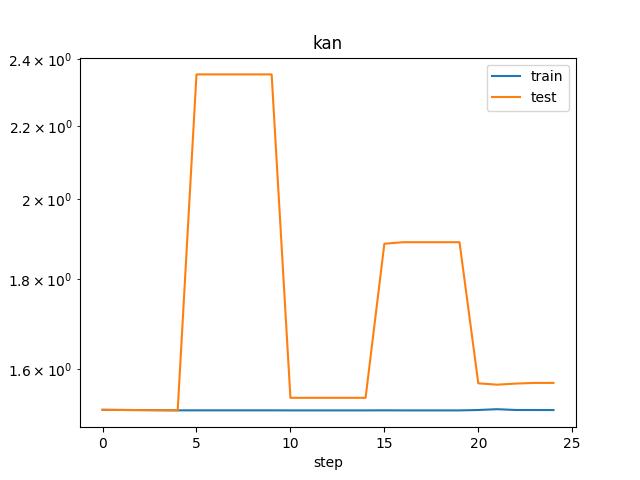 kan
2.4 × 10⁰
2.2 × 10⁰
2 × 10⁰
1.8 × 10⁰
1.6 × 10⁰
train
test
0 5 10 15 20 25
step